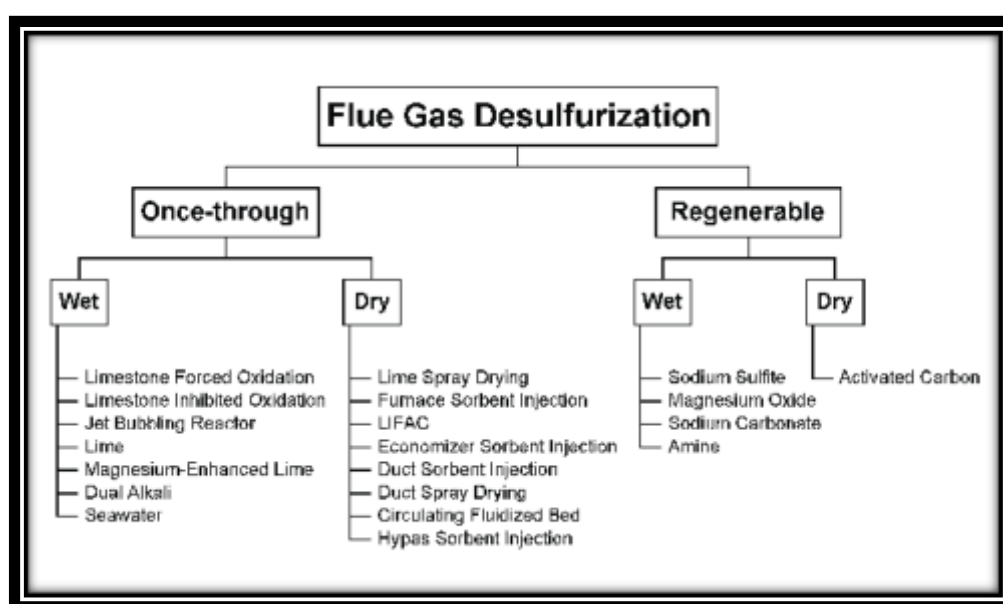 Flue Gas Desulfurization
Once-through
Regenerable
Wet
Dry
Wet
Dry
Limestone Forced Oxidation
Limestone Inhibited Oxidation
Jet Bubbling Reactor
Lime
Magnesium-Enhanced Lime
Dual Alkali
Seawater
Lime Spray Drying
Furnace Sorbent Injection
LIFAC
Economizer Sorbent Injection
Duct Sorbent Injection
Duct Spray Drying
Circulating Fluidized Bed
Hypas Sorbent Injection
Sodium Sulfite
Magnesium Oxide
Sodium Carbonate
Amine
Activated Carbon